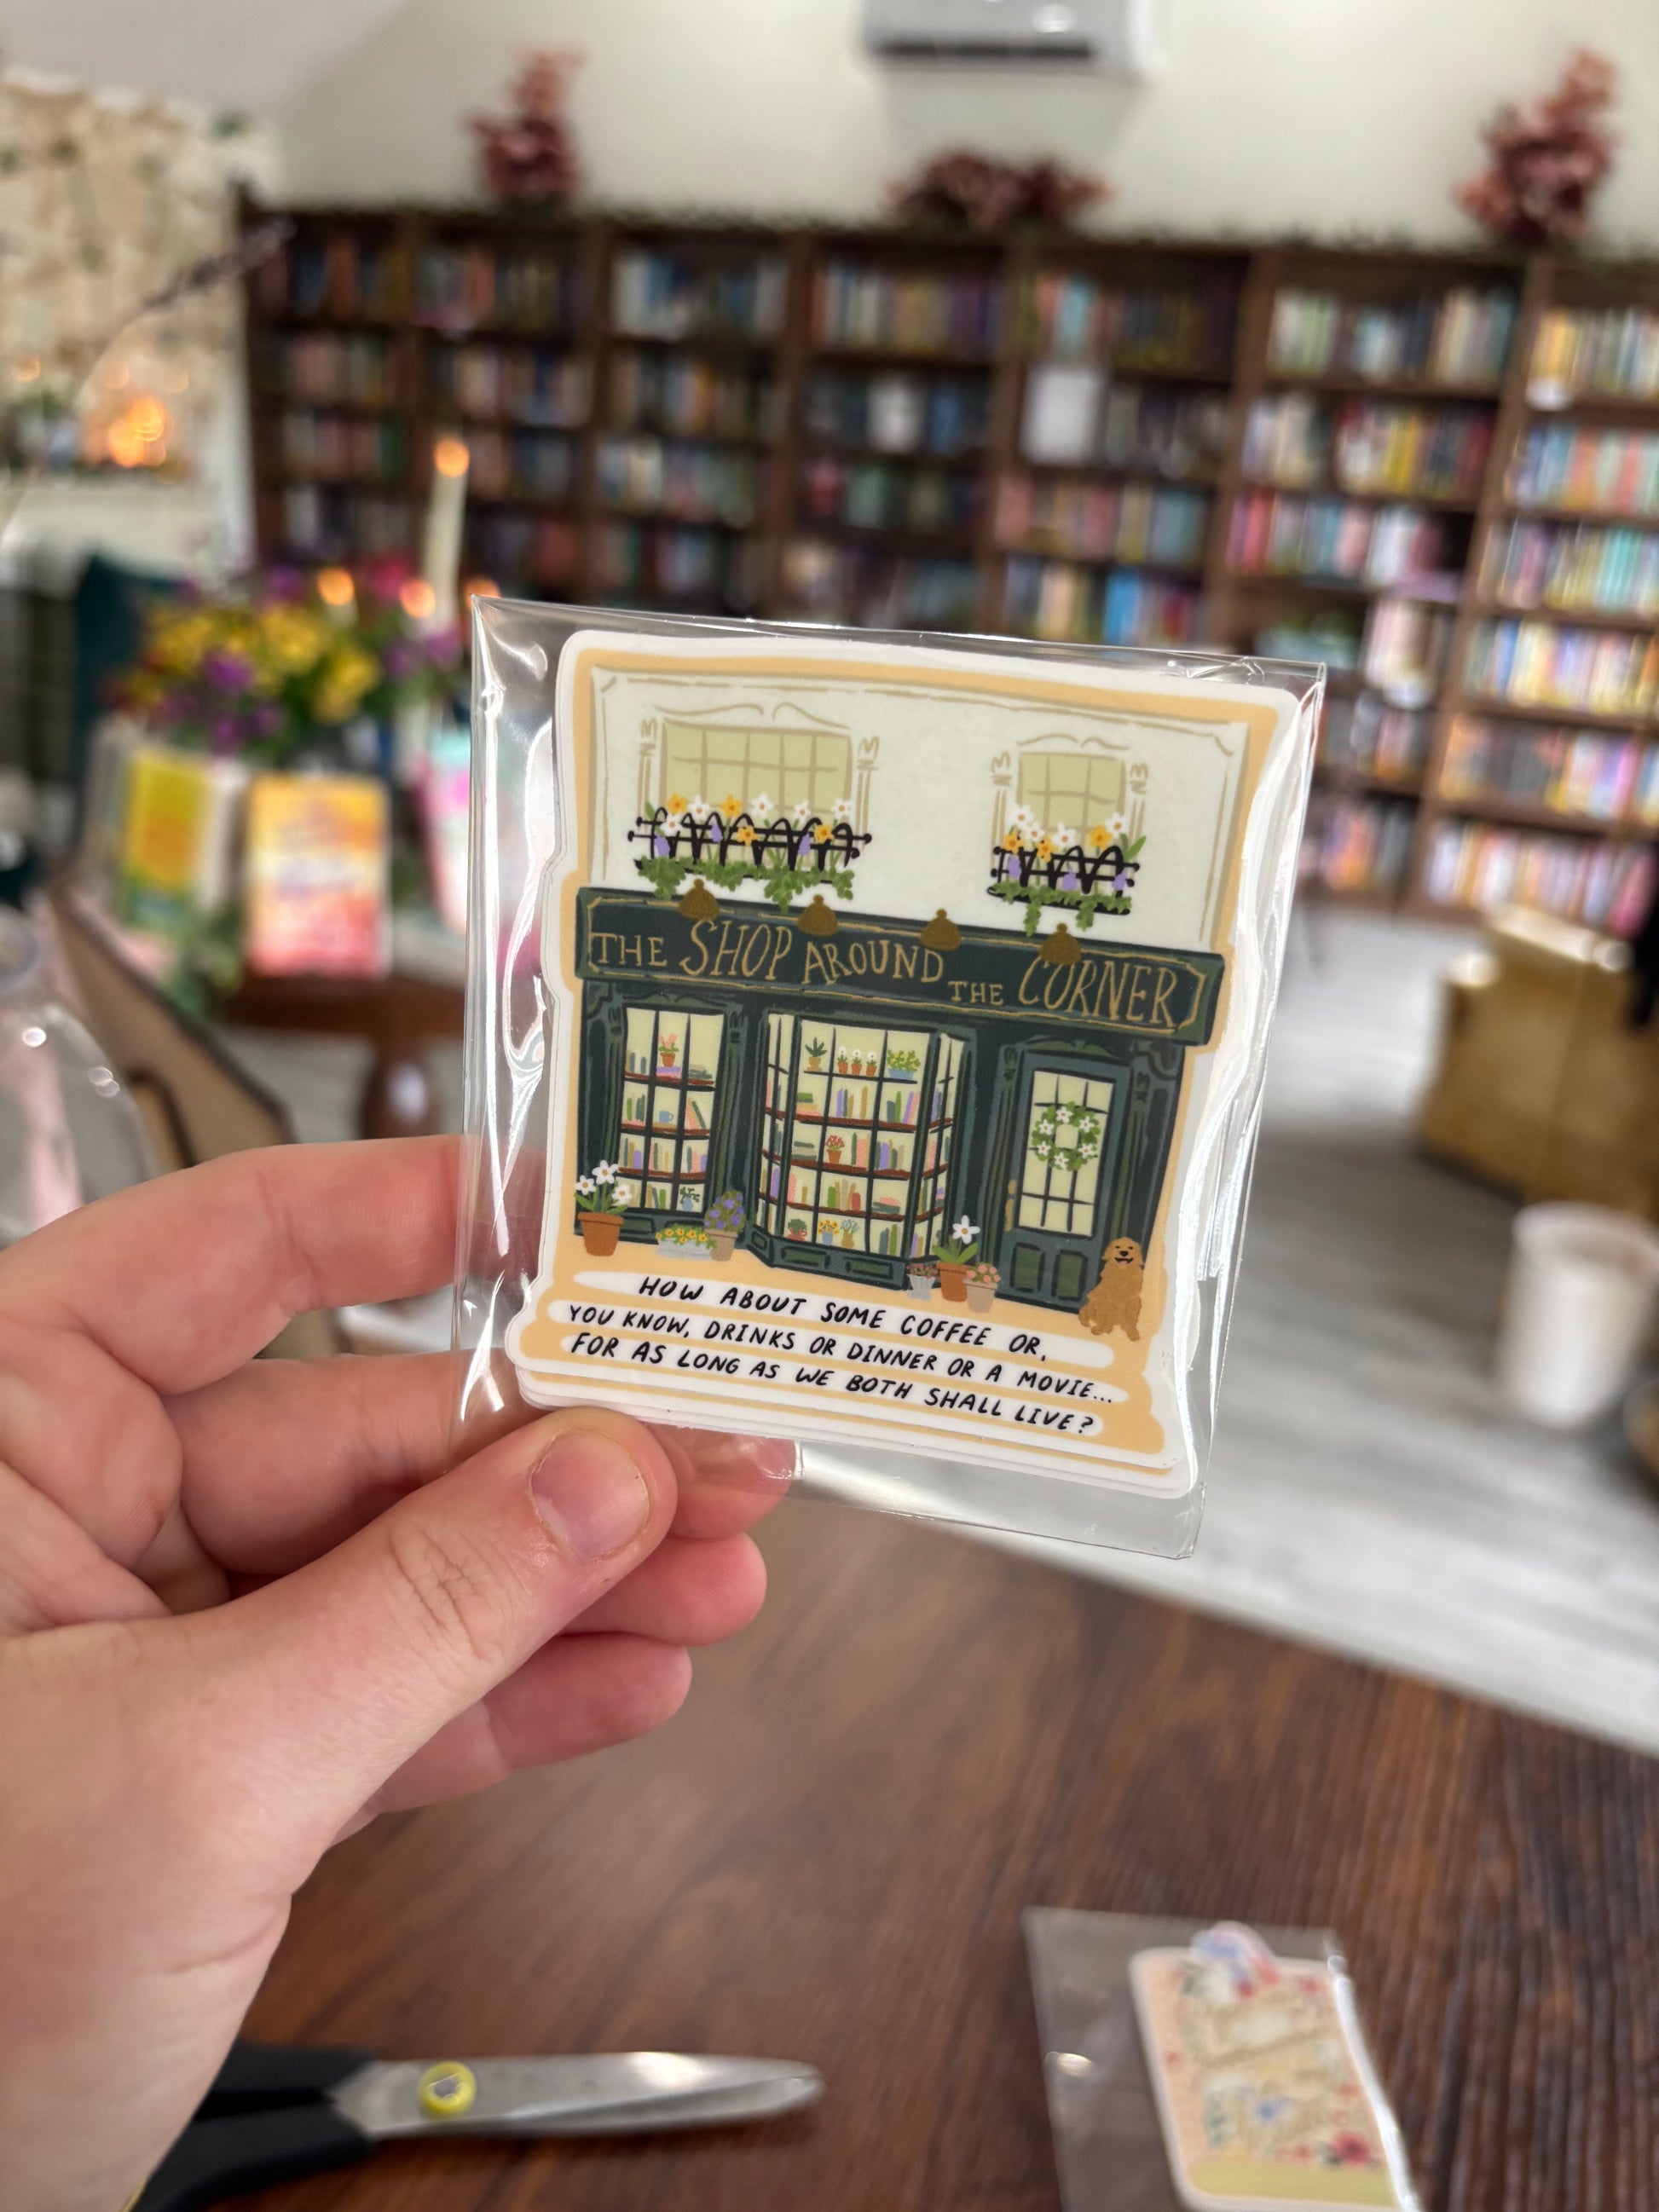 THE SHOP AROUND THE CORNER
HOW ABOUT SOME COFFEE OR,
YOU KNOW, DRINKS OR DINNER OR A MOVIE...
FOR AS LONG AS WE BOTH SHALL LIVE?